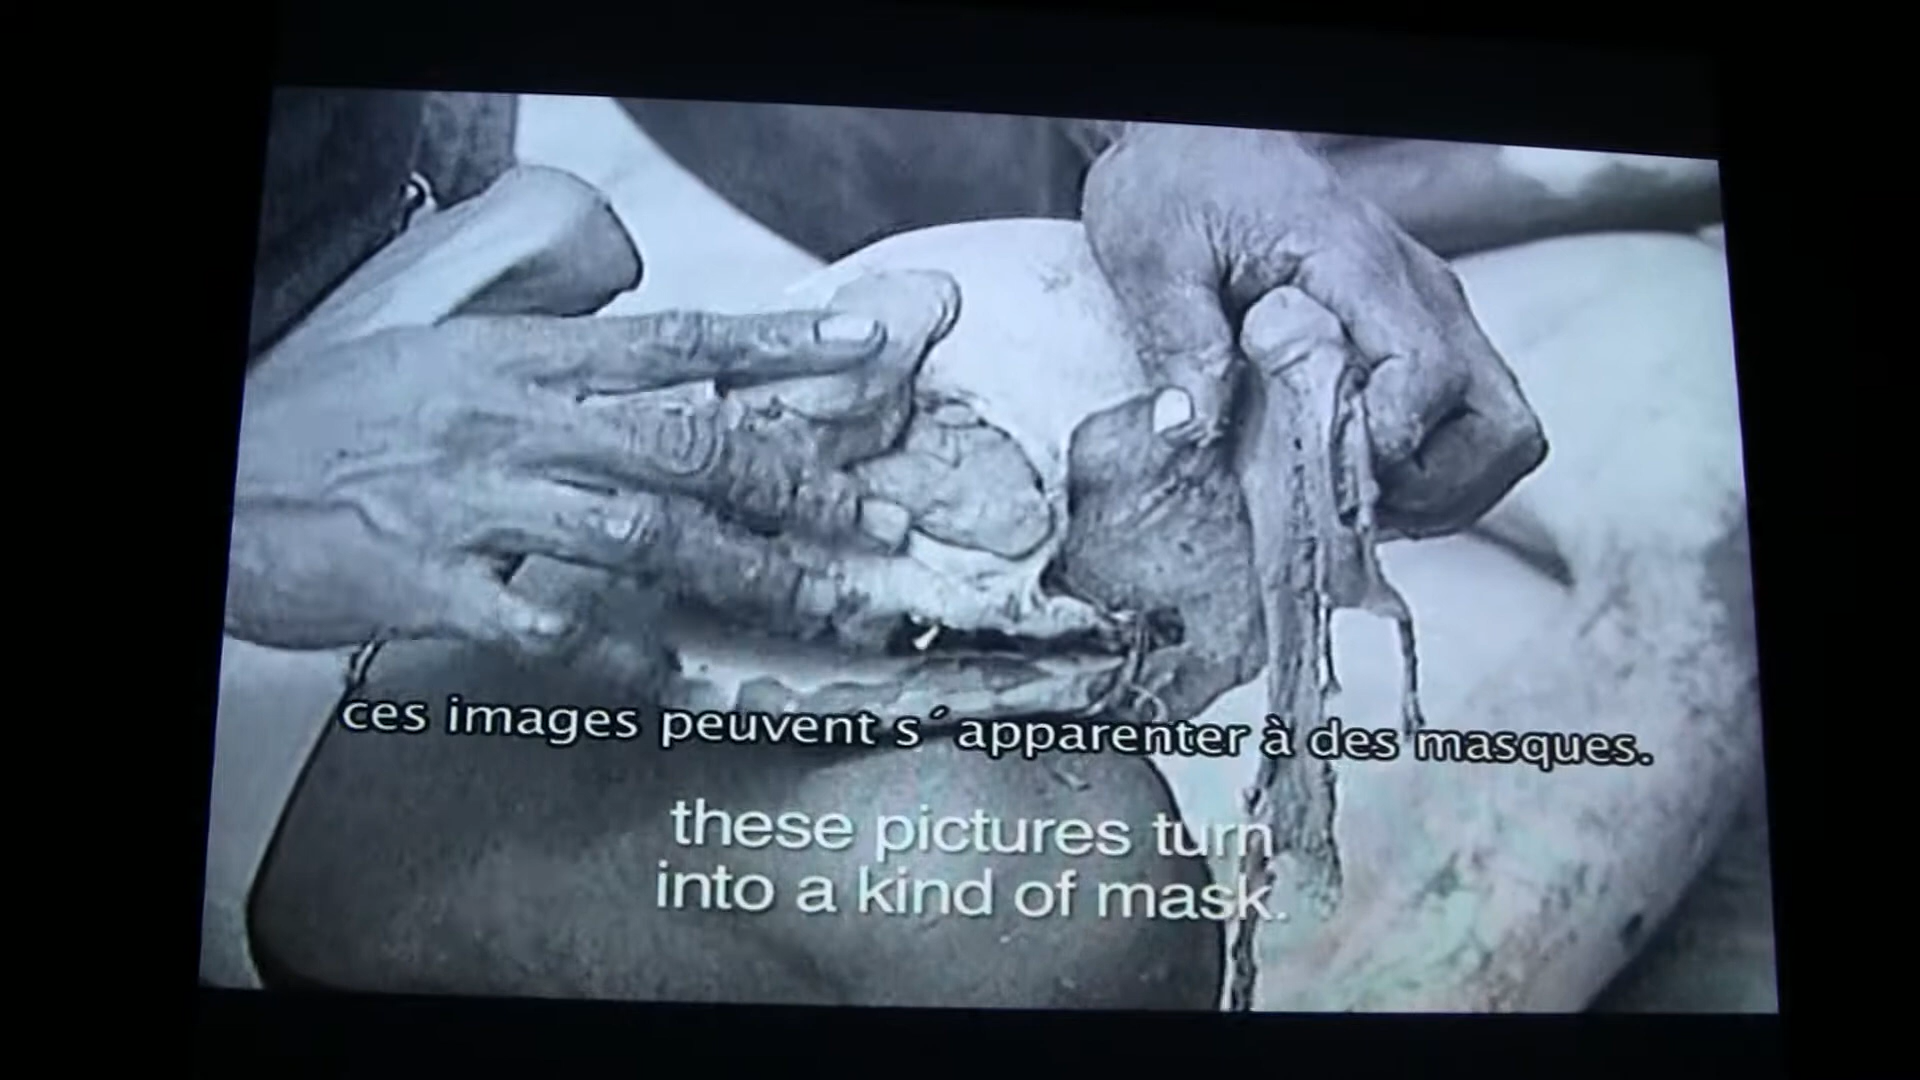 ces images peuvent s´apparenter à des masques.
these pictures turn
into a kind of mask.